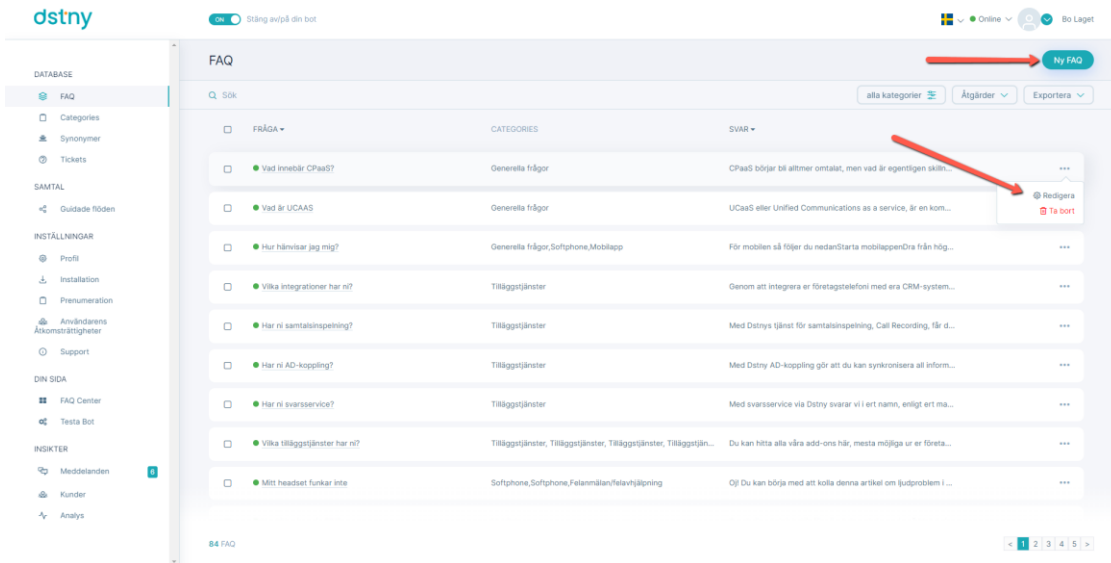 dstny
ON Stäng av/på din bot
Online
Bo Laget
DATABASE
FAQ
Categories
Synonymer
Tickets
SAMTAL
Guidade flöden
INSTÄLLNINGAR
Profil
Installation
Prenumeration
Användarens
Åtkomsträttigheter
Support
DIN SIDA
FAQ Center
Testa Bot
INSIKTER
Meddelanden 6
Kunder
Analys
FAQ
Ny FAQ
Sök
alla kategorier
Åtgärder
Exportera
FRÅGA CATEGORIES SVAR
Vad innebär CPaaS? Generella frågor CPaaS börjar bli alltmer omtalat, men vad är egentligen skilln...
Redigera
Ta bort
Vad är UCAAS Generella frågor UCaaS eller Unified Communications as a service, är en kom...
Hur hänvisar jag mig? Generella frågor,Softphone,Mobilapp För mobilen så följer du nedanStarta mobilappenDra från hög...
Vilka integrationer har ni? Tilläggstjänster Genom att integrera er företagstelefoni med era CRM-system...
Har ni samtalsinspelning? Tilläggstjänster Med Dstnys tjänst för samtalsinspelning, Call Recording, får d...
Har ni AD-koppling? Tilläggstjänster Med Dstny AD-koppling gör att du kan synkronisera all inform...
Har ni svarsservice? Tilläggstjänster Med svarsservice via Dstny svarar vi i ert namn, enligt ert ma...
Vilka tilläggstjänster har ni? Tilläggstjänster, Tilläggstjänster, Tilläggstjänster, Tilläggstjän... Du kan hitta alla våra add-ons här, mesta möjliga ur er företa...
Mitt headset funkar inte Softphone,Softphone,Felanmälan/felavhjälpning Oj! Du kan börja med att kolla denna artikel om ljudproblem i ...
84 FAQ
< 1 2 3 4 5 >